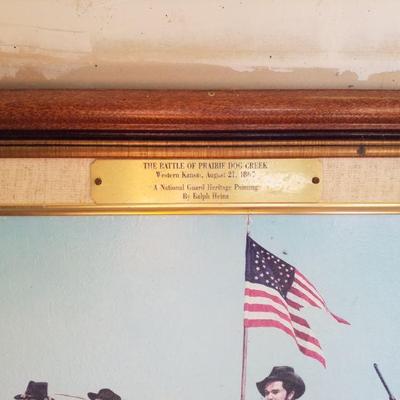 THE BATTLE OF PRAIRIE DOG CREEK
Western Kansas, August 21, 1867
A National Guard Heritage Painting
By Ralph Heinz